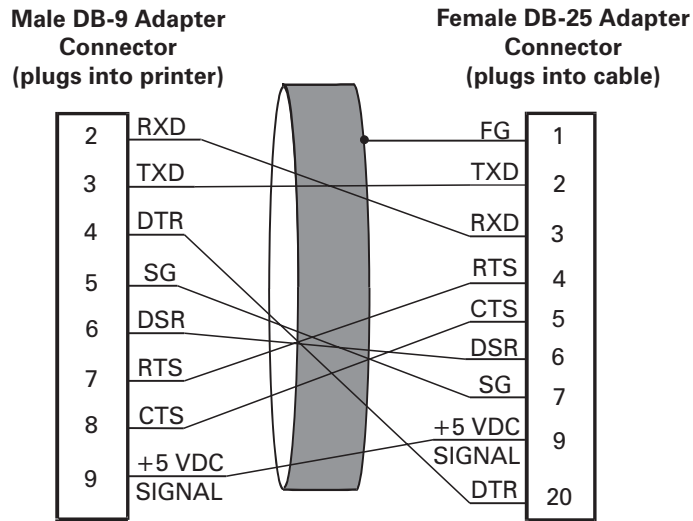 Male DB-9 Adapter
Connector
(plugs into printer)
Female DB-25 Adapter
Connector
(plugs into cable)
2 RXD
3 TXD
4 DTR
5 SG
6 DSR
7 RTS
8 CTS
9 +5 VDC
SIGNAL
FG 1
TXD 2
RXD 3
RTS 4
CTS 5
DSR 6
SG 7
+5 VDC 9
SIGNAL
DTR 20